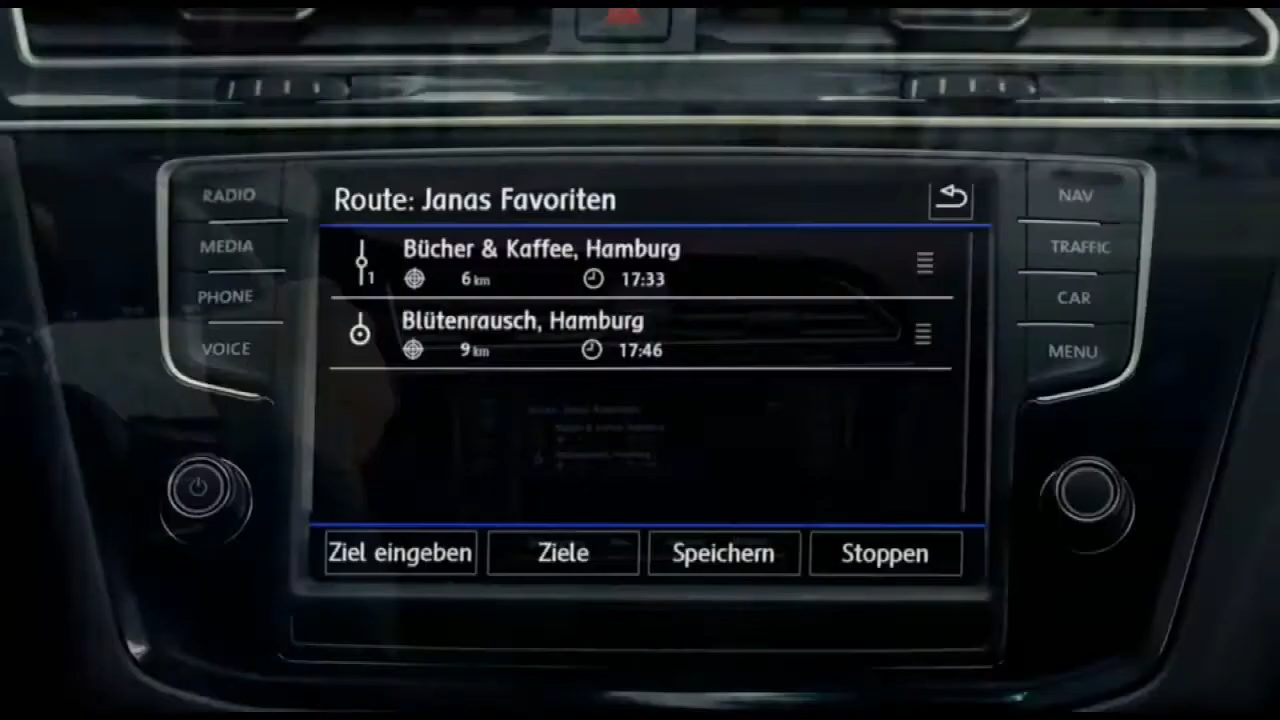 RADIO
MEDIA
PHONE
VOICE
Route: Janas Favoriten
Bücher & Kaffee, Hamburg
1
6 km
17:33
Blütenrausch, Hamburg
9 km
17:46
Ziel eingeben
Ziele
Speichern
Stoppen
NAV
TRAFFIC
CAR
MENU